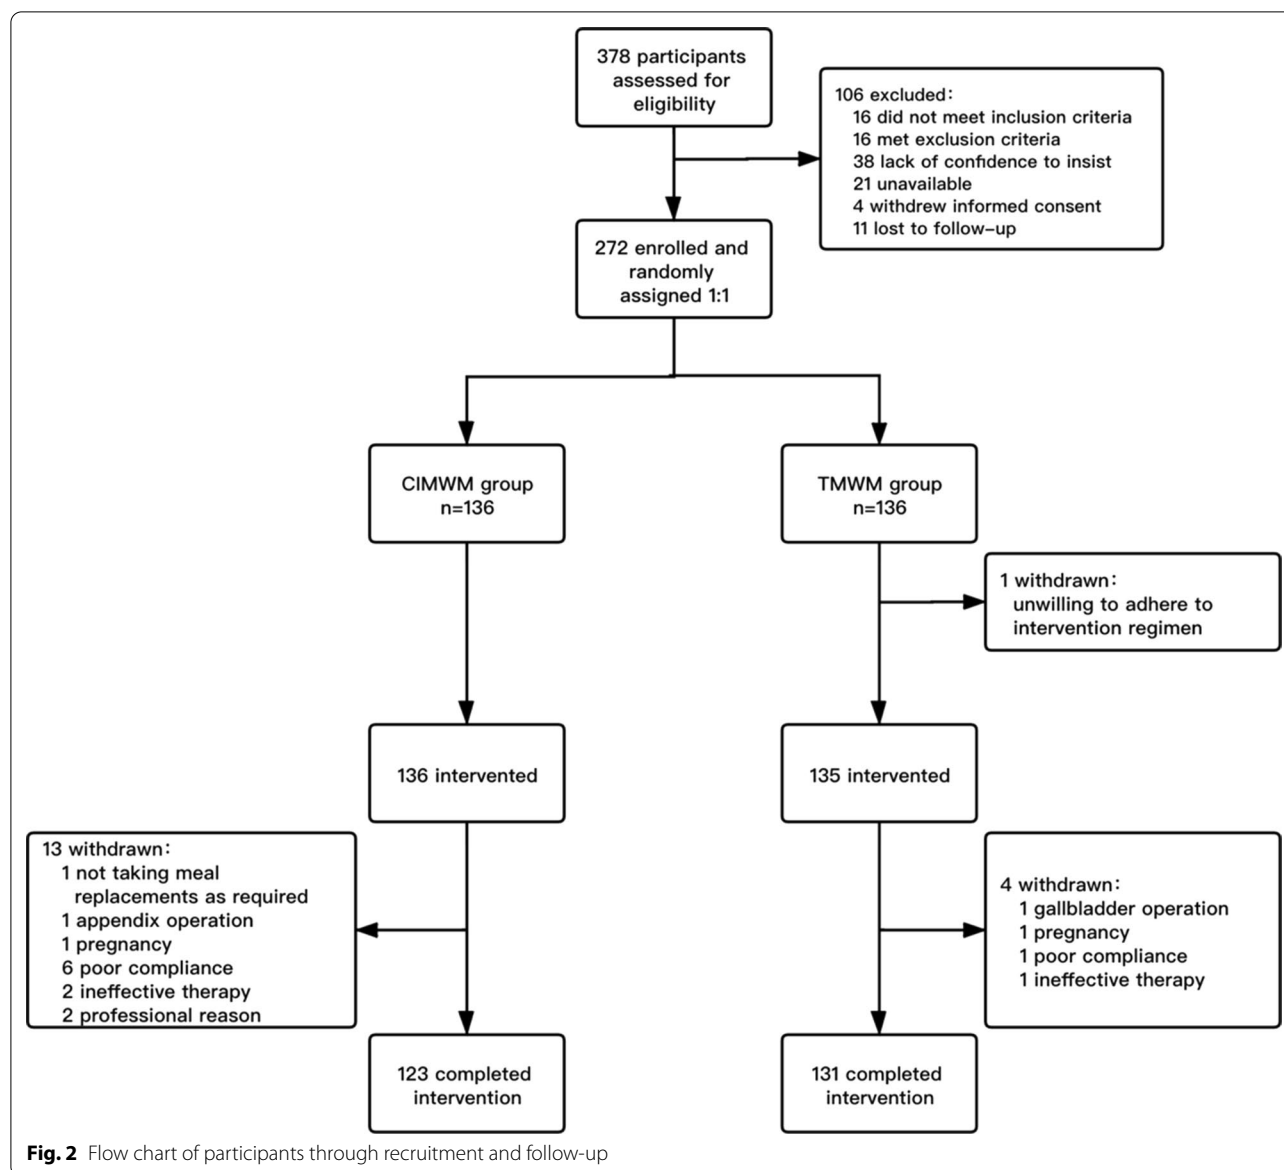 378 participants
assessed for
eligibility
106 excluded:
16 did not meet inclusion criteria
16 met exclusion criteria
38 lack of confidence to insist
21 unavailable
4 withdrew informed consent
11 lost to follow-up
272 enrolled and
randomly
assigned 1:1
CIMWM group
n=136
TMWM group
n=136
1 withdrawn:
unwilling to adhere to
intervention regimen
136 intervented
135 intervented
13 withdrawn:
1 not taking meal
replacements as required
1 appendix operation
1 pregnancy
6 poor compliance
2 ineffective therapy
2 professional reason
4 withdrawn:
1 gallbladder operation
1 pregnancy
1 poor compliance
1 ineffective therapy
123 completed
intervention
131 completed
intervention
Fig. 2 Flow chart of participants through recruitment and follow-up